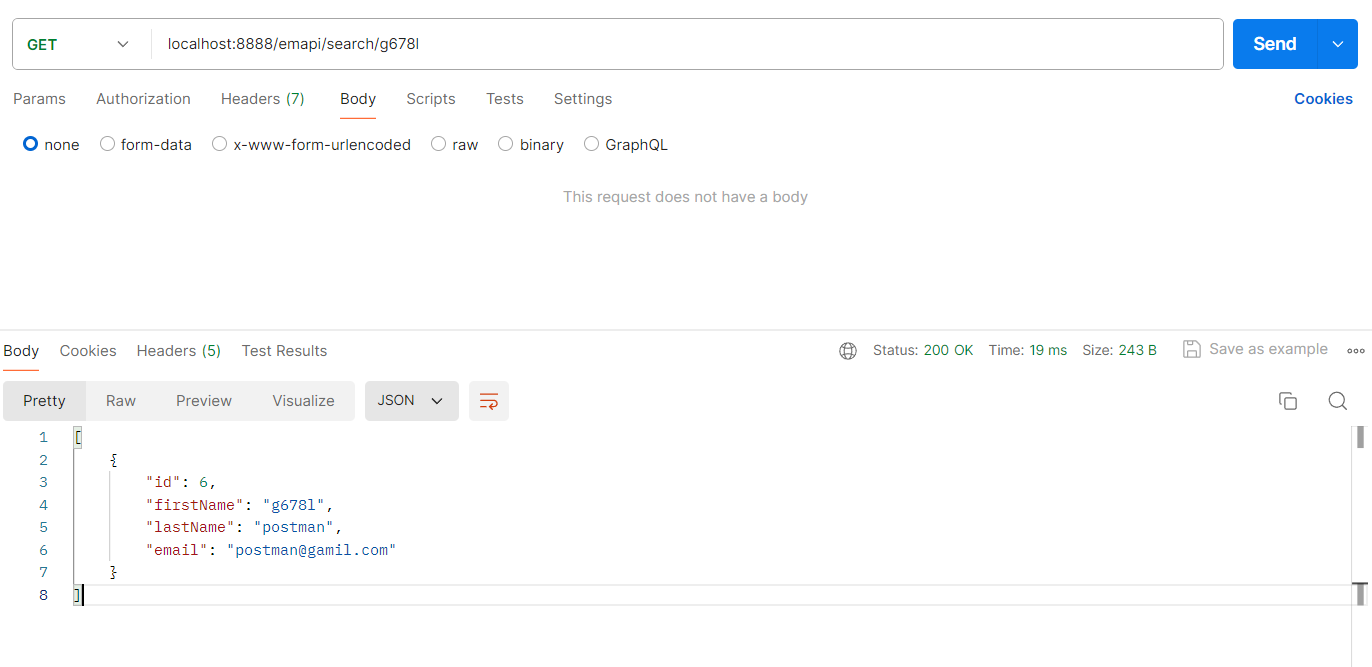 GET localhost:8888/emapi/search/g678l Send
Params Authorization Headers (7) Body Scripts Tests Settings Cookies
none form-data x-www-form-urlencoded raw binary GraphQL
This request does not have a body
Body Cookies Headers (5) Test Results Status: 200 OK Time: 19 ms Size: 243 B Save as example
Pretty Raw Preview Visualize JSON
1 [
2 {
3 "id": 6,
4 "firstName": "g678l",
5 "lastName": "postman",
6 "email": "postman@gamil.com"
7 }
8 ]